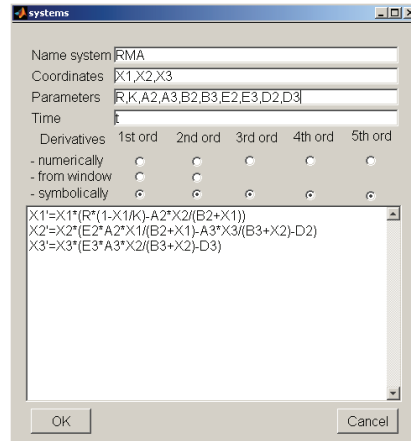 systems
Name system RMA
Coordinates X1,X2,X3
Parameters R,K,A2,A3,B2,B3,E2,E3,D2,D3
Time t
Derivatives 1st ord 2nd ord 3rd ord 4th ord 5th ord
- numerically
- from window
- symbolically
X1'=X1*(R*(1-X1/K)-A2*X2/(B2+X1))
X2'=X2*(E2*A2*X1/(B2+X1)-A3*X3/(B3+X2)-D2)
X3'=X3*(E3*A3*X2/(B3+X2)-D3)
OK Cancel